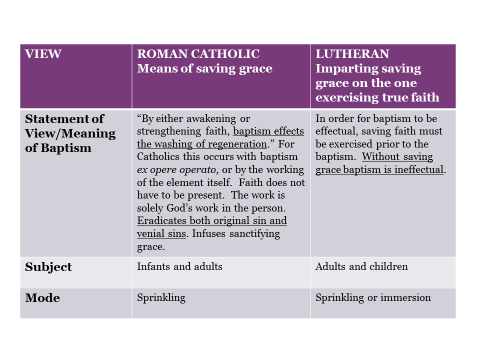 VIEW
ROMAN CATHOLIC
Means of saving grace
LUTHERAN
Imparting saving
grace on the one
exercising true faith
Statement of
View/Meaning
of Baptism
“By either awakening or
strengthening faith, baptism effects
the washing of regeneration.” For
Catholics this occurs with baptism
ex opere operato, or by the working
of the element itself. Faith does not
have to be present. The work is
solely God’s work in the person.
Eradicates both original sin and
venial sins. Infuses sanctifying
grace.
In order for baptism to be
effectual, saving faith must
be exercised prior to the
baptism. Without saving
grace baptism is ineffectual.
Subject
Infants and adults
Adults and children
Mode
Sprinkling
Sprinkling or immersion